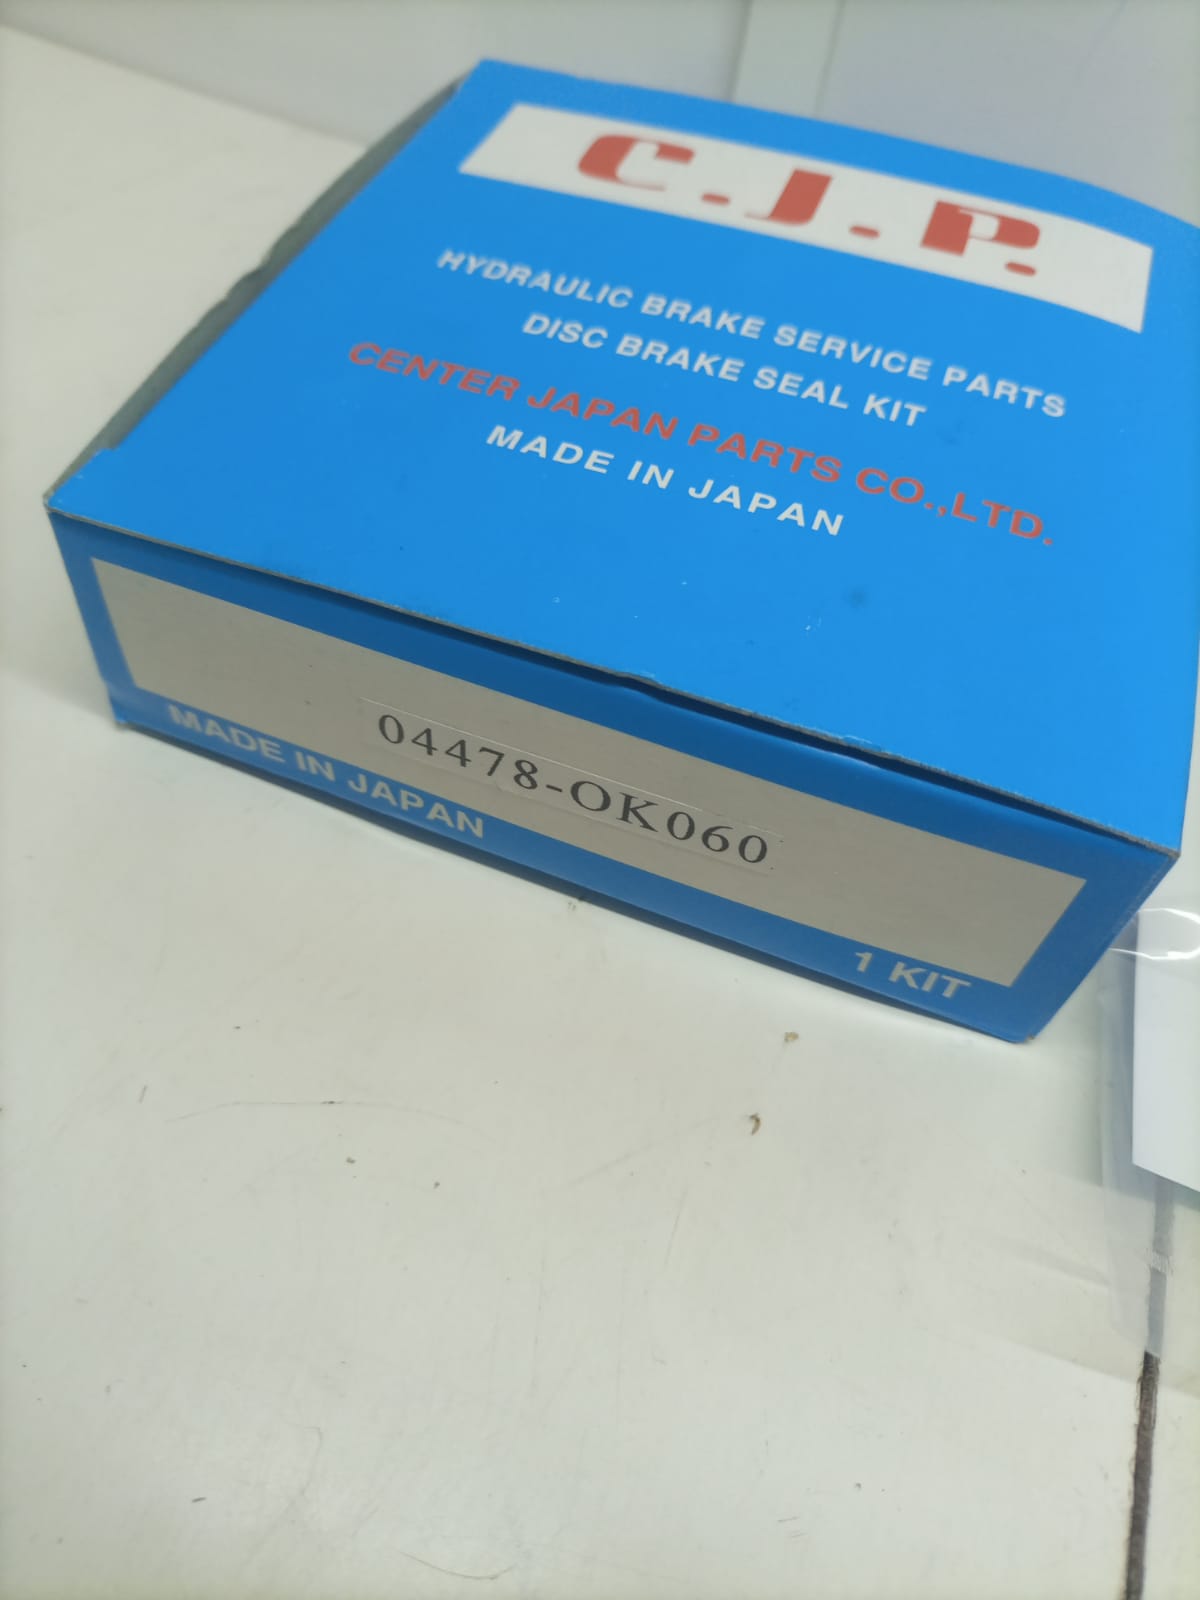 C.J.P.
HYDRAULIC BRAKE SERVICE PARTS
DISC BRAKE SEAL KIT
CENTER JAPAN PARTS CO.,LTD.
MADE IN JAPAN
04478-OK060
MADE IN JAPAN
1 KIT